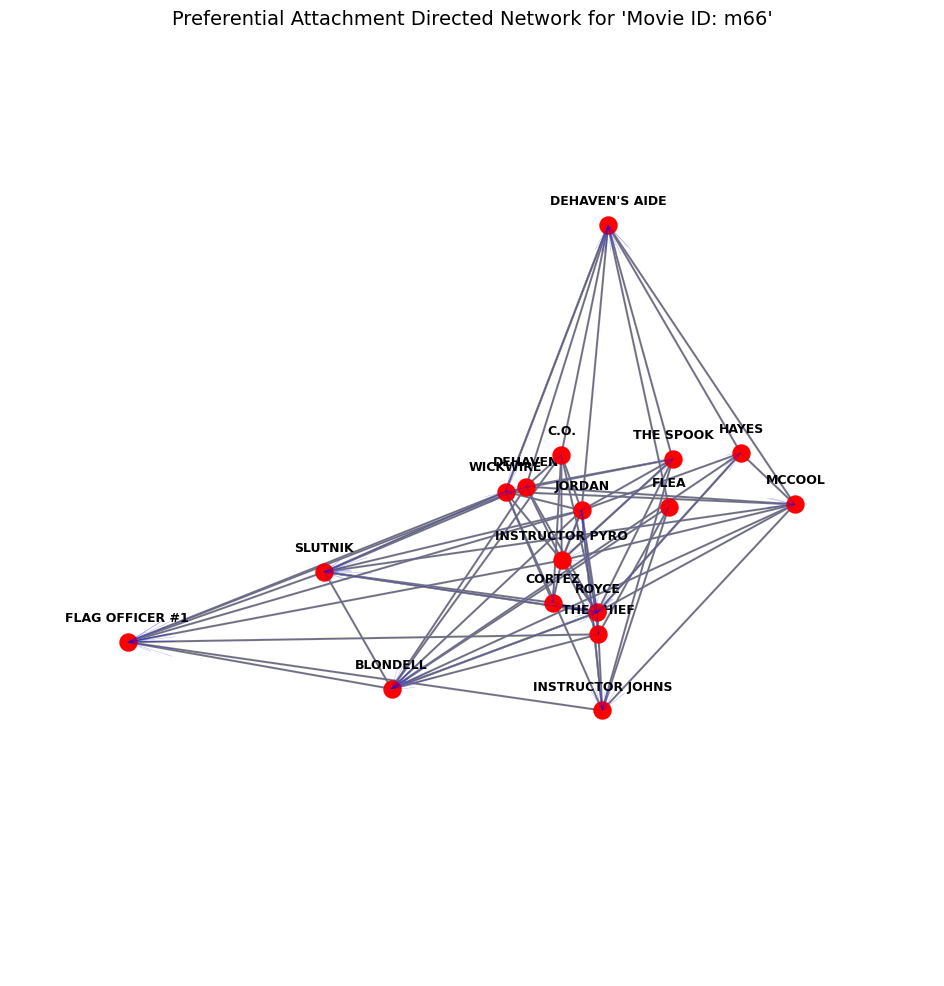 Preferential Attachment Directed Network for 'Movie ID: m66'
DEHAVEN'S AIDE
C.O.
THE SPOOK
HAYES
DEHAVEN
WICKWIRE
JORDAN
FLEA
MCCOOL
INSTRUCTOR PYRO
SLUTNIK
CORTEZ
ROYCE
THE CHIEF
FLAG OFFICER #1
BLONDELL
INSTRUCTOR JOHNS